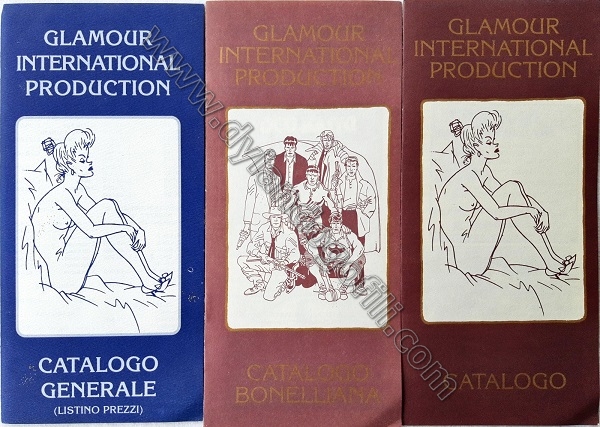 GLAMOUR
INTERNATIONAL
PRODUCTION
CATALOGO
GENERALE
(LISTINO PREZZI)
GLAMOUR
INTERNATIONAL
PRODUCTION
CATALOGO
BONELLIANA
GLAMOUR
INTERNATIONAL
PRODUCTION
CATALOGO